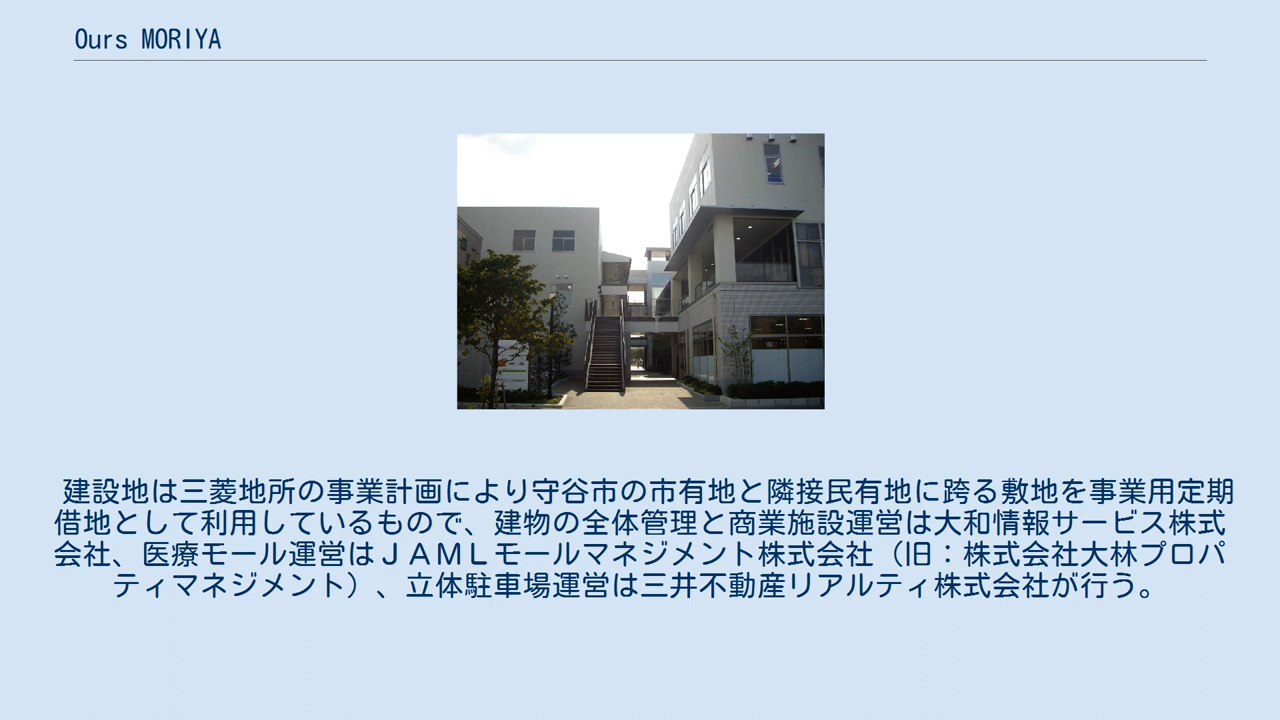 Ours MORIYA
建設地は三菱地所の事業計画により守谷市の市有地と隣接民有地に跨る敷地を事業用定期
借地として利用しているもので、建物の全体管理と商業施設運営は大和情報サービス株式
会社、医療モール運営はＪＡＭＬモールマネジメント株式会社（旧：株式会社大林プロパ
ティマネジメント）、立体駐車場運営は三井不動産リアルティ株式会社が行う。